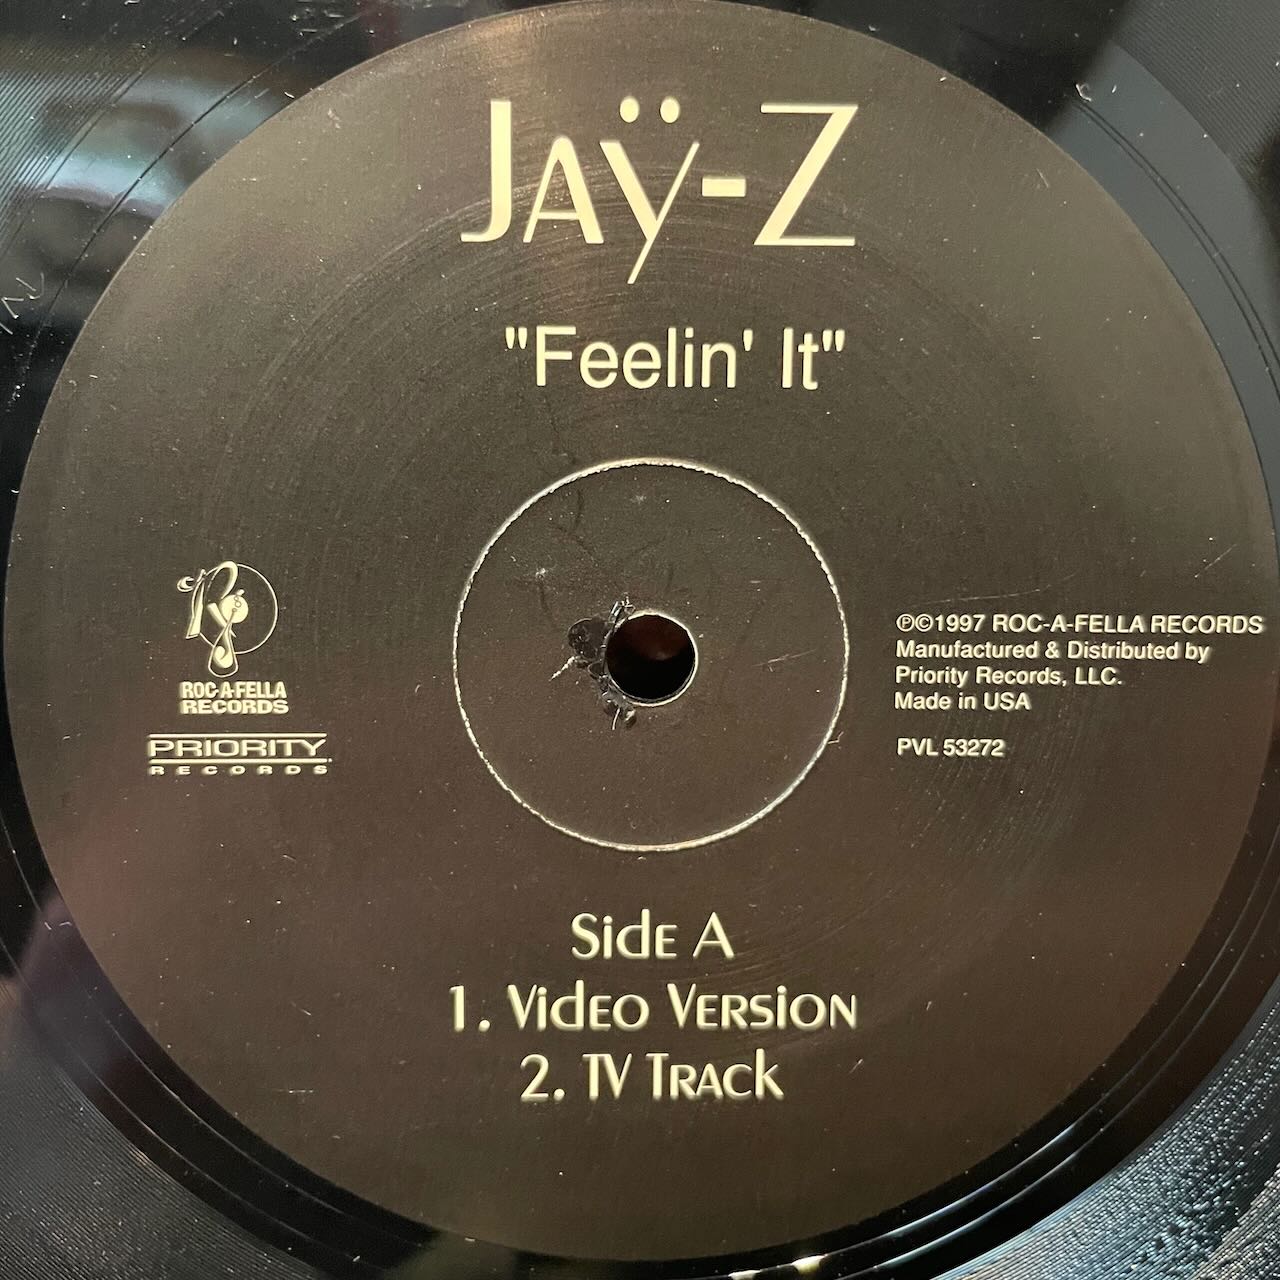 Jaÿ-Z
"Feelin' It"
ROC-A-FELLA
RECORDS
PRIORITY
RECORDS
℗©1997 ROC-A-FELLA RECORDS
Manufactured & Distributed by
Priority Records, LLC.
Made in USA
PVL 53272
Side A
1. Video Version
2. TV Track